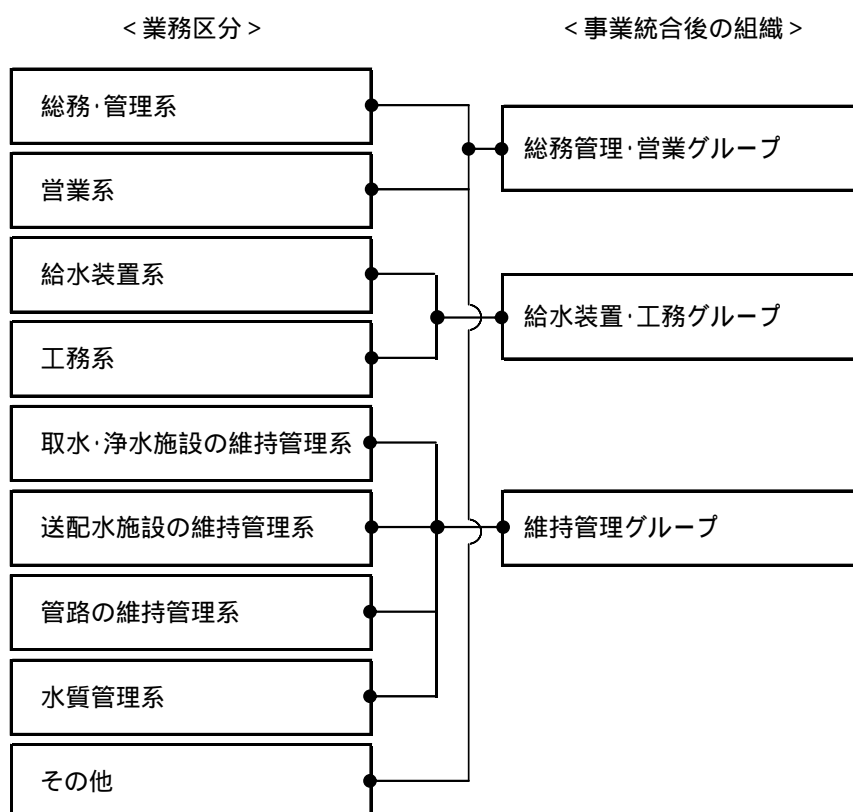 <業務区分>
<事業統合後の組織>
総務･管理系
営業系
給水装置系
工務系
取水･浄水施設の維持管理系
送配水施設の維持管理系
管路の維持管理系
水質管理系
その他
総務管理･営業グループ
給水装置･工務グループ
維持管理グループ